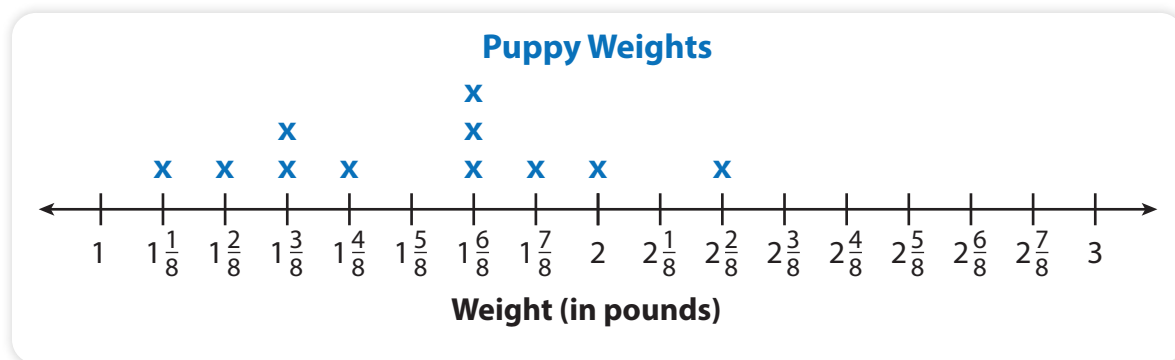 Puppy Weights
x
x x
x x x x x x x x
1 1 1/8 1 2/8 1 3/8 1 4/8 1 5/8 1 6/8 1 7/8 2 2 1/8 2 2/8 2 3/8 2 4/8 2 5/8 2 6/8 2 7/8 3
Weight (in pounds)